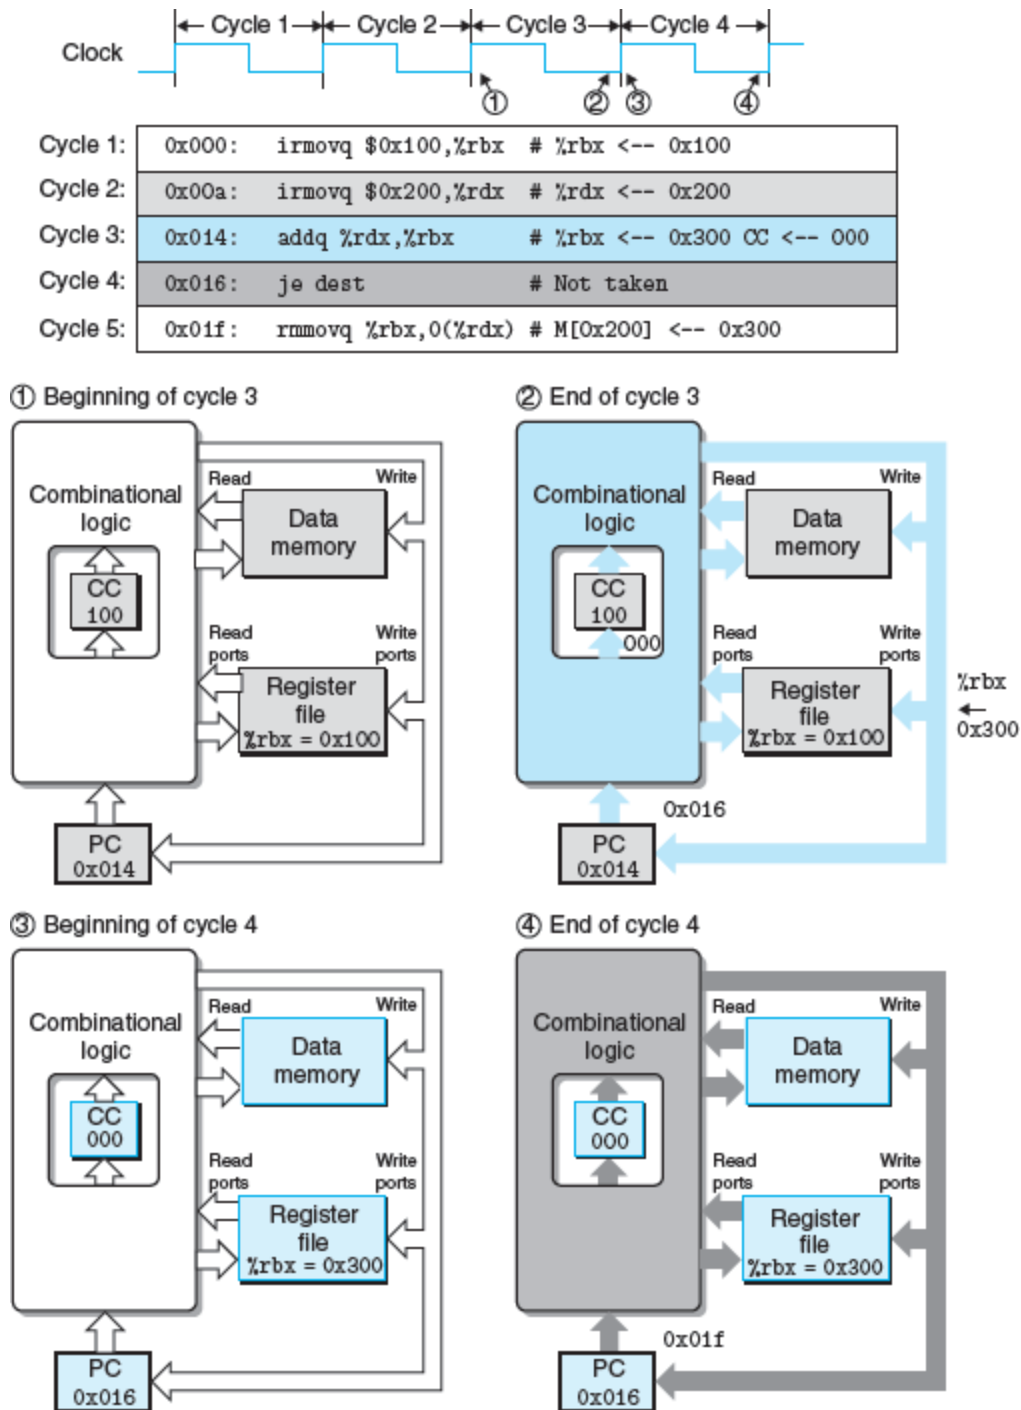 Cycle 1 Cycle 2 Cycle 3 Cycle 4
Clock
① ② ③ ④
Cycle 1: 0x000: irmovq $0x100,%rbx # %rbx <-- 0x100
Cycle 2: 0x00a: irmovq $0x200,%rdx # %rdx <-- 0x200
Cycle 3: 0x014: addq %rdx,%rbx # %rbx <-- 0x300 CC <-- 000
Cycle 4: 0x016: je dest # Not taken
Cycle 5: 0x01f: rmmovq %rbx,0(%rdx) # M[0x200] <-- 0x300
① Beginning of cycle 3
Combinational
logic
CC
100
Read
Write
Data
memory
Read
ports
Write
ports
Register
file
%rbx = 0x100
PC
0x014
② End of cycle 3
Combinational
logic
CC
100
000
Read
Write
Data
memory
Read
ports
Write
ports
Register
file
%rbx = 0x100
%rbx
←
0x300
0x016
PC
0x014
③ Beginning of cycle 4
Combinational
logic
CC
000
Read
Write
Data
memory
Read
ports
Write
ports
Register
file
%rbx = 0x300
PC
0x016
④ End of cycle 4
Combinational
logic
CC
000
Read
Write
Data
memory
Read
ports
Write
ports
Register
file
%rbx = 0x300
0x01f
PC
0x016